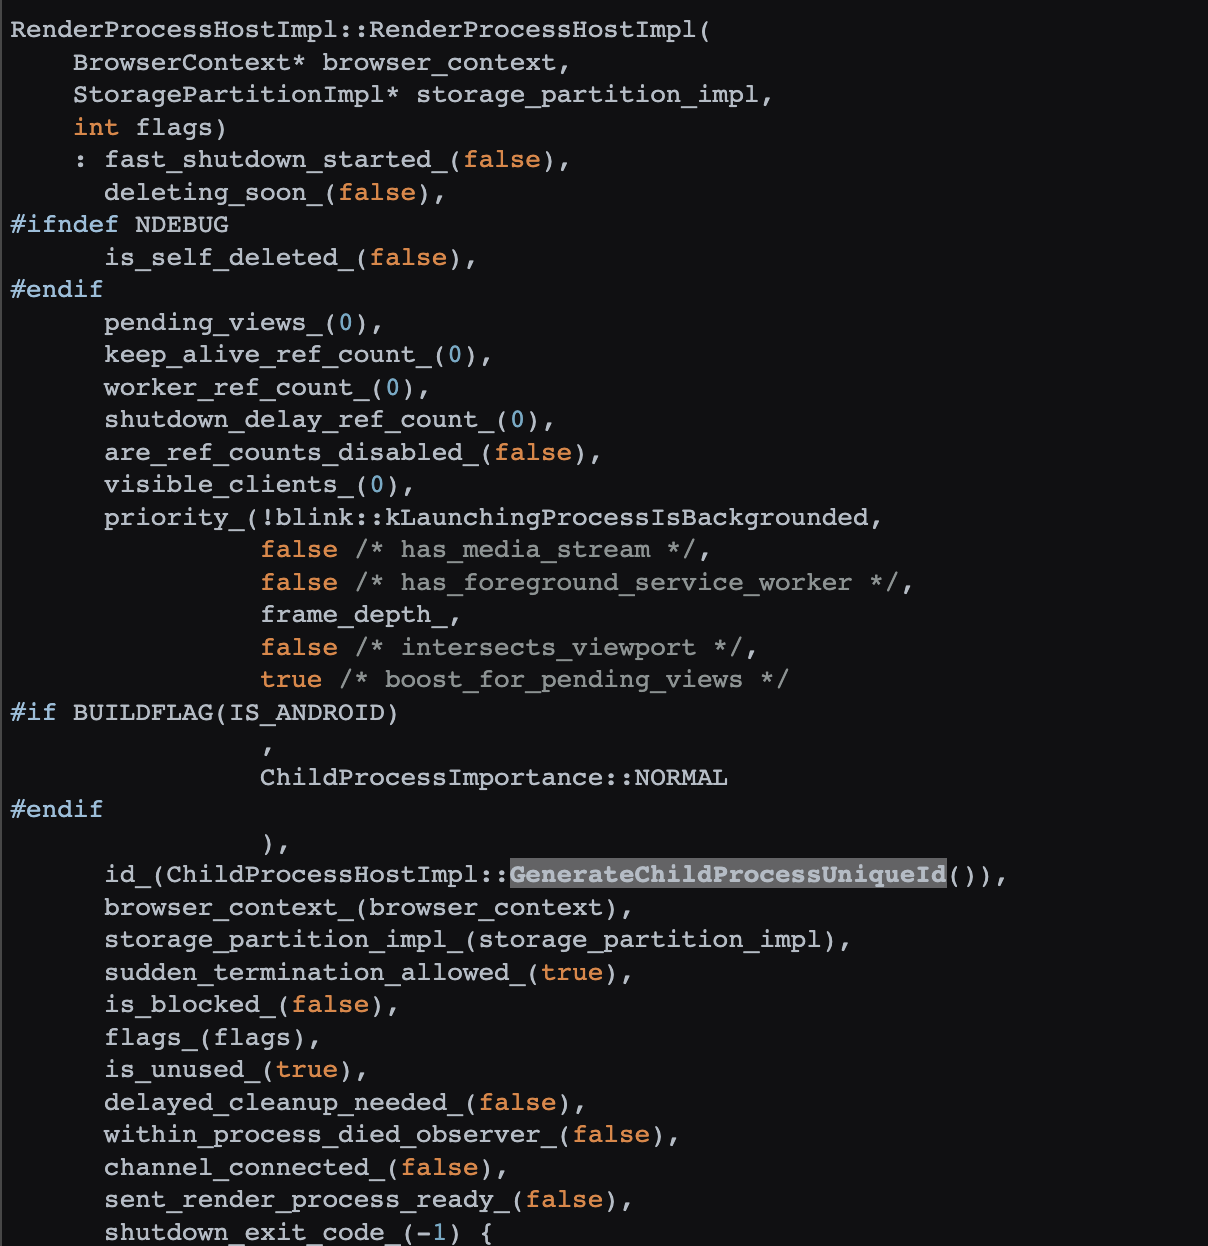 RenderProcessHostImpl::RenderProcessHostImpl(
    BrowserContext* browser_context,
    StoragePartitionImpl* storage_partition_impl,
    int flags)
    : fast_shutdown_started_(false),
      deleting_soon_(false),
#ifndef NDEBUG
      is_self_deleted_(false),
#endif
      pending_views_(0),
      keep_alive_ref_count_(0),
      worker_ref_count_(0),
      shutdown_delay_ref_count_(0),
      are_ref_counts_disabled_(false),
      visible_clients_(0),
      priority_(!blink::kLaunchingProcessIsBackgrounded,
                false /* has_media_stream */,
                false /* has_foreground_service_worker */,
                frame_depth_,
                false /* intersects_viewport */,
                true /* boost_for_pending_views */
#if BUILDFLAG(IS_ANDROID)
                ,
                ChildProcessImportance::NORMAL
#endif
                ),
      id_(ChildProcessHostImpl::GenerateChildProcessUniqueId()),
      browser_context_(browser_context),
      storage_partition_impl_(storage_partition_impl),
      sudden_termination_allowed_(true),
      is_blocked_(false),
      flags_(flags),
      is_unused_(true),
      delayed_cleanup_needed_(false),
      within_process_died_observer_(false),
      channel_connected_(false),
      sent_render_process_ready_(false),
      shutdown_exit_code_(-1) {